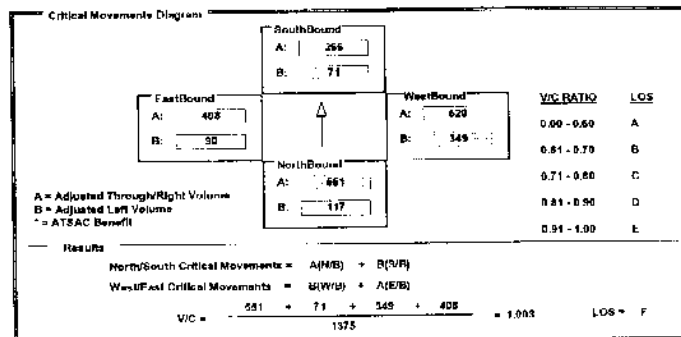 Critical Movements Diagram
SouthBound
A:
B: 71
EastBound
A: 408
B: 90
WestBound
A: 620
B: 349
NorthBound
A: 551
B: 117
V/C RATIO LOS
0.00 - 0.60 A
0.61 - 0.70 B
0.71 - 0.80 C
0.81 - 0.90 D
0.91 - 1.00 E
A = Adjusted Through/Right Volume
B = Adjusted Left Volume
* = ATSAC Benefit
Results
North/South Critical Movements = A(N/B) + B(S/B)
West/East Critical Movements = B(W/B) + A(E/B)
V/C = 551 + 71 + 349 + 408 = 1.003 LOS = F
1375